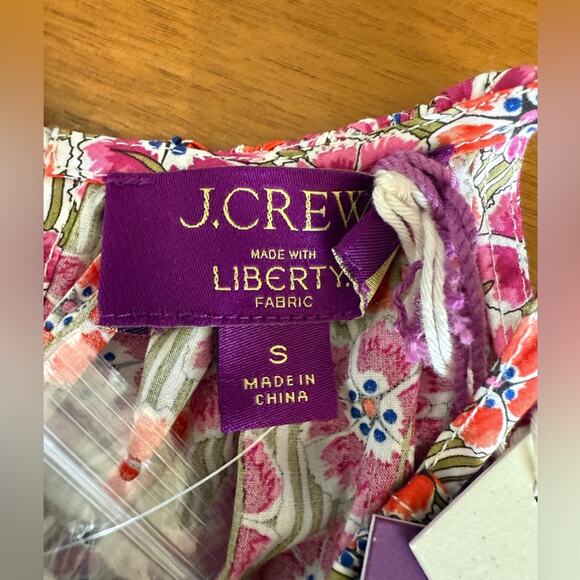 J.CREW
MADE WITH
LIBERTY.
FABRIC
S
MADE IN
CHINA